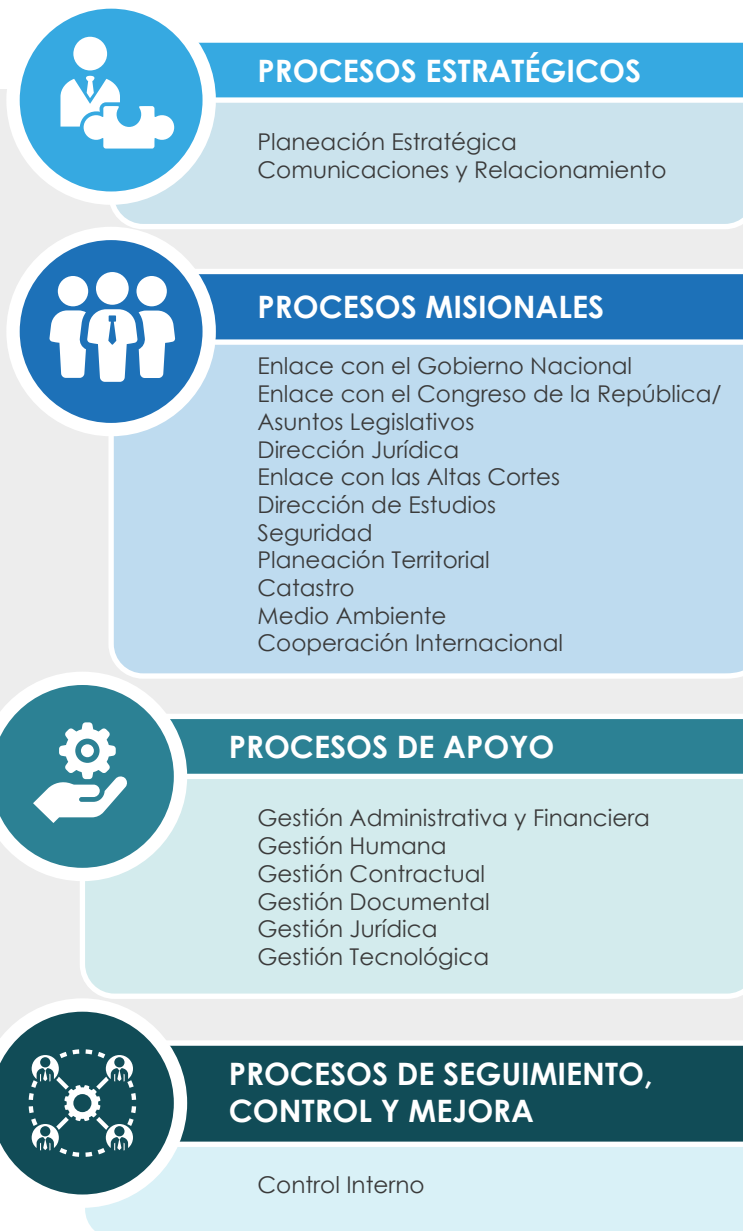 PROCESOS ESTRATÉGICOS
Planeación Estratégica
Comunicaciones y Relacionamiento
PROCESOS MISIONALES
Enlace con el Gobierno Nacional
Enlace con el Congreso de la República/
Asuntos Legislativos
Dirección Jurídica
Enlace con las Altas Cortes
Dirección de Estudios
Seguridad
Planeación Territorial
Catastro
Medio Ambiente
Cooperación Internacional
PROCESOS DE APOYO
Gestión Administrativa y Financiera
Gestión Humana
Gestión Contractual
Gestión Documental
Gestión Jurídica
Gestión Tecnológica
PROCESOS DE SEGUIMIENTO,
CONTROL Y MEJORA
Control Interno